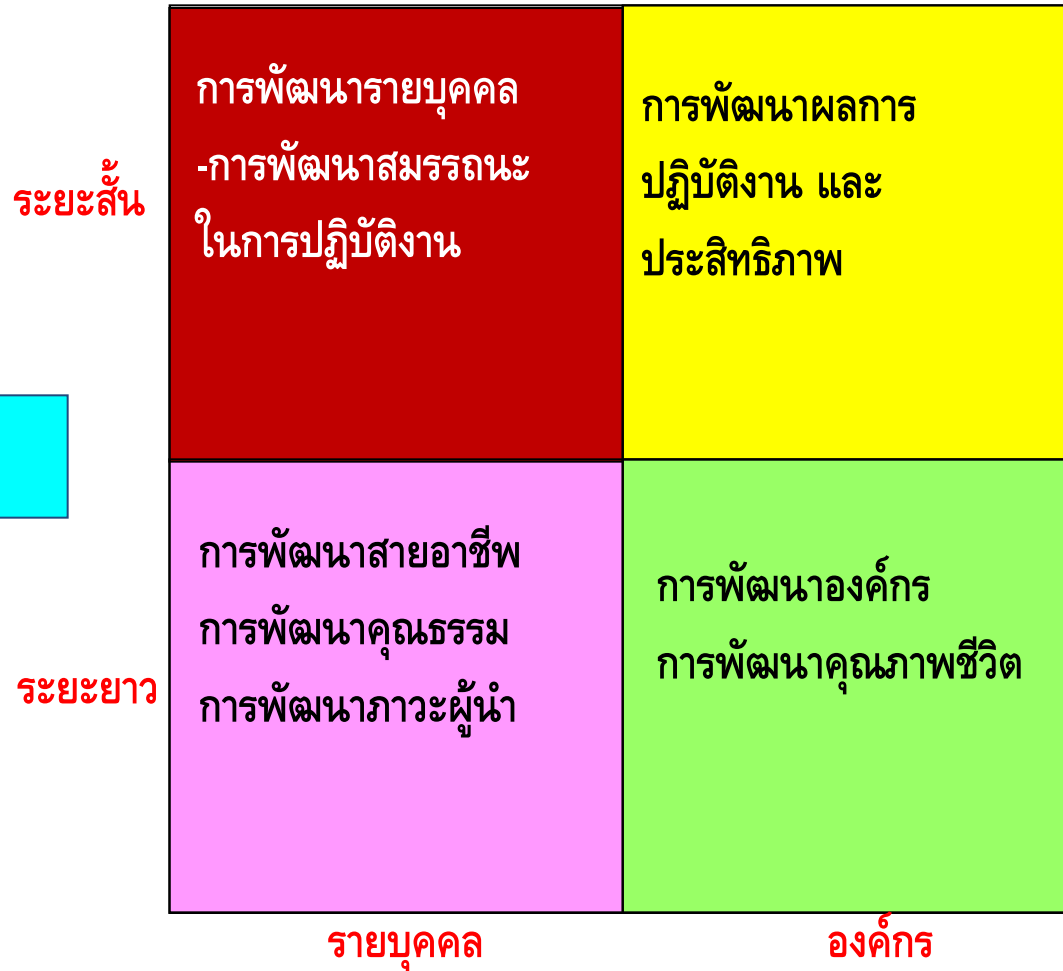 ระยะสั้น
การพัฒนารายบุคคล
-การพัฒนาสมรรถนะ
ในการปฏิบัติงาน
การพัฒนาผลการ
ปฏิบัติงาน และ
ประสิทธิภาพ
ระยะยาว
การพัฒนาสายอาชีพ
การพัฒนาคุณธรรม
การพัฒนาภาวะผู้นำ
การพัฒนาองค์กร
การพัฒนาคุณภาพชีวิต
รายบุคคล
องค์กร